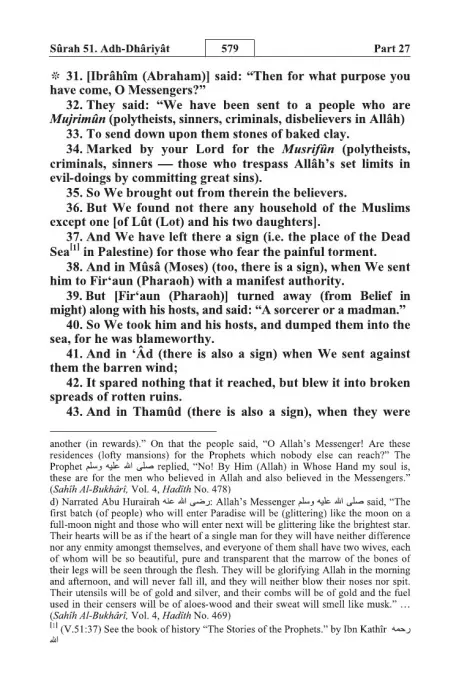 Sûrah 51. Adh-Dhâriyât 579 Part 27
۞ 31. [Ibrâhîm (Abraham)] said: “Then for what purpose you
have come, O Messengers?”
32. They said: “We have been sent to a people who are
Mujrimûn (polytheists, sinners, criminals, disbelievers in Allâh)
33. To send down upon them stones of baked clay.
34. Marked by your Lord for the Musrifûn (polytheists,
criminals, sinners — those who trespass Allâh’s set limits in
evil-doings by committing great sins).
35. So We brought out from therein the believers.
36. But We found not there any household of the Muslims
except one [of Lût (Lot) and his two daughters].
37. And We have left there a sign (i.e. the place of the Dead
Sea[1] in Palestine) for those who fear the painful torment.
38. And in Mûsâ (Moses) (too, there is a sign), when We sent
him to Fir‘aun (Pharaoh) with a manifest authority.
39. But [Fir‘aun (Pharaoh)] turned away (from Belief in
might) along with his hosts, and said: “A sorcerer or a madman.”
40. So We took him and his hosts, and dumped them into the
sea, for he was blameworthy.
41. And in ‘Âd (there is also a sign) when We sent against
them the barren wind;
42. It spared nothing that it reached, but blew it into broken
spreads of rotten ruins.
43. And in Thamûd (there is also a sign), when they were
another (in rewards).” On that the people said, “O Allah’s Messenger! Are these
residences (lofty mansions) for the Prophets which nobody else can reach?” The
Prophet صلى الله عليه وسلم replied, “No! By Him (Allah) in Whose Hand my soul is,
these are for the men who believed in Allah and also believed in the Messengers.”
(Sahîh Al-Bukhârî, Vol. 4, Hadîth No. 478)
d) Narrated Abu Hurairah رضى الله عنه: Allah’s Messenger صلى الله عليه وسلم said, “The
first batch (of people) who will enter Paradise will be (glittering) like the moon on a
full-moon night and those who will enter next will be glittering like the brightest star.
Their hearts will be as if the heart of a single man for they will have neither difference
nor any enmity amongst themselves, and everyone of them shall have two wives, each
of whom will be so beautiful, pure and transparent that the marrow of the bones of
their legs will be seen through the flesh. They will be glorifying Allah in the morning
and afternoon, and will never fall ill, and they will neither blow their noses nor spit.
Their utensils will be of gold and silver, and their combs will be of gold and the fuel
used in their censers will be of aloes-wood and their sweat will smell like musk.” …
(Sahîh Al-Bukhârî, Vol. 4, Hadîth No. 469)
[1] (V.51:37) See the book of history “The Stories of the Prophets.” by Ibn Kathîr رحمه
الله